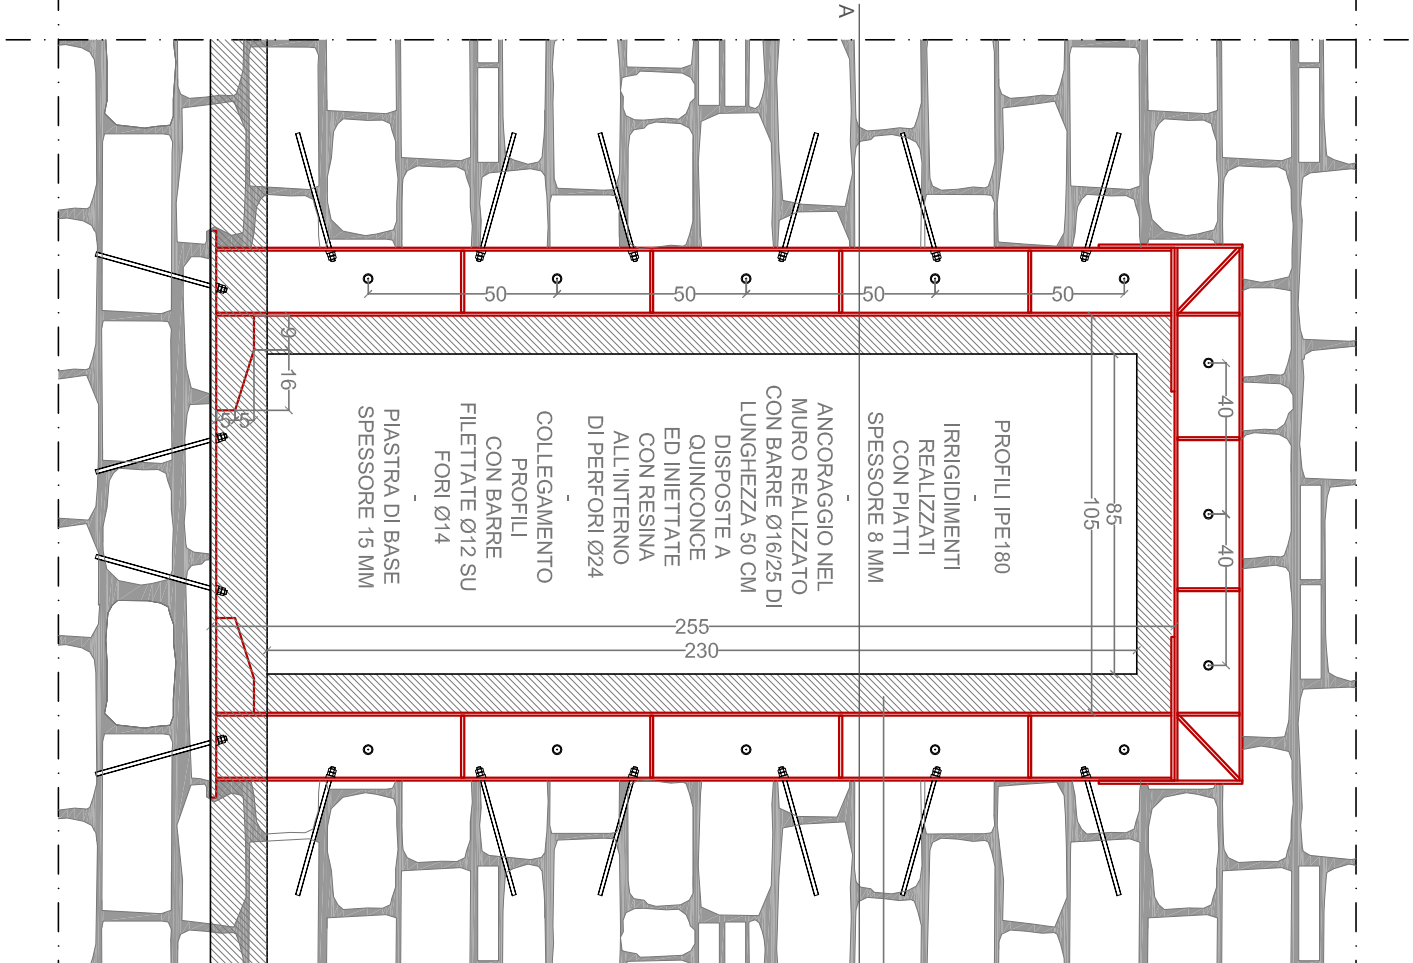 A
PROFILI IPE180
-
IRRIGIDIMENTI
REALIZZATI
CON PIATTI
SPESSORE 8 MM
-
ANCORAGGIO NEL
MURO REALIZZATO
CON BARRE Ø16/25 DI
LUNGHEZZA 50 CM
DISPOSTE A
QUINCONCE
ED INIETTATE
CON RESINA
ALL'INTERNO
DI PERFORI Ø24
-
COLLEGAMENTO
PROFILI
CON BARRE
FILETTATE Ø12 SU
FORI Ø14
-
PIASTRA DI BASE
SPESSORE 15 MM
40
40
85
105
50
50
50
50
255
230
9
16
5
5